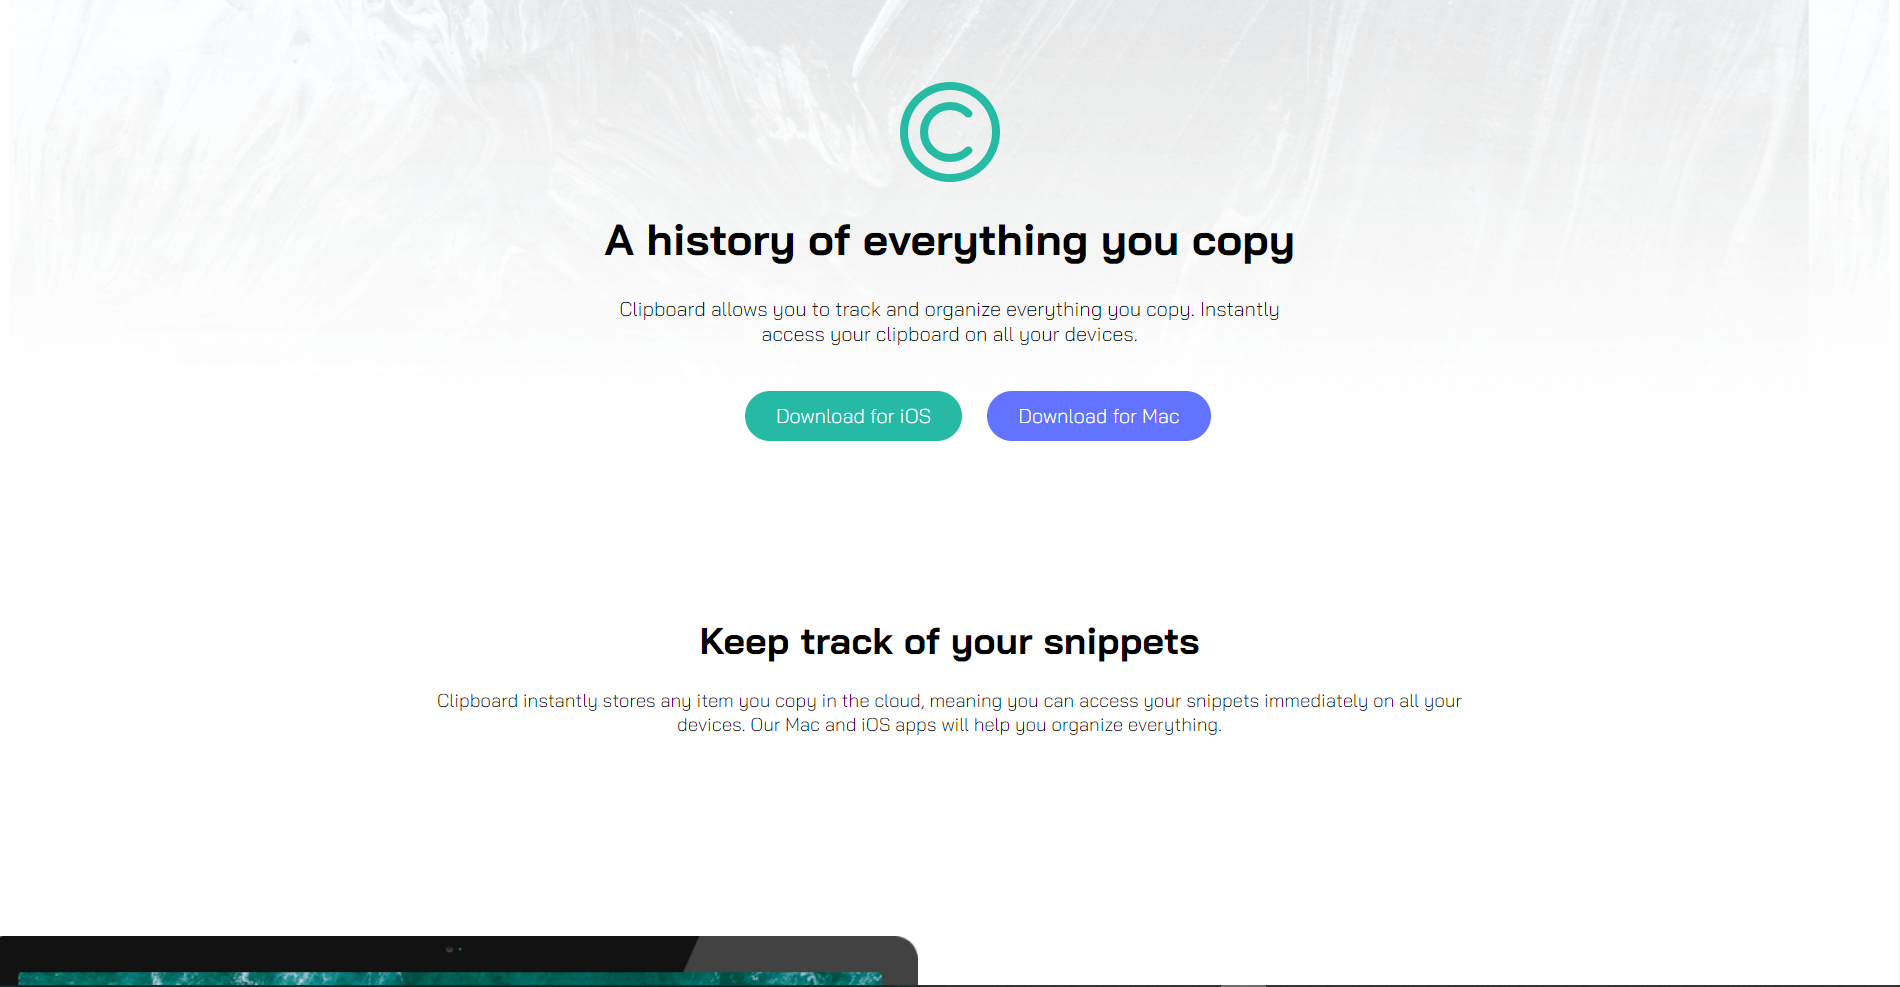 C
A history of everything you copy
Clipboard allows you to track and organize everything you copy. Instantly
access your clipboard on all your devices.
Download for iOS
Download for Mac
Keep track of your snippets
Clipboard instantly stores any item you copy in the cloud, meaning you can access your snippets immediately on all your
devices. Our Mac and iOS apps will help you organize everything.